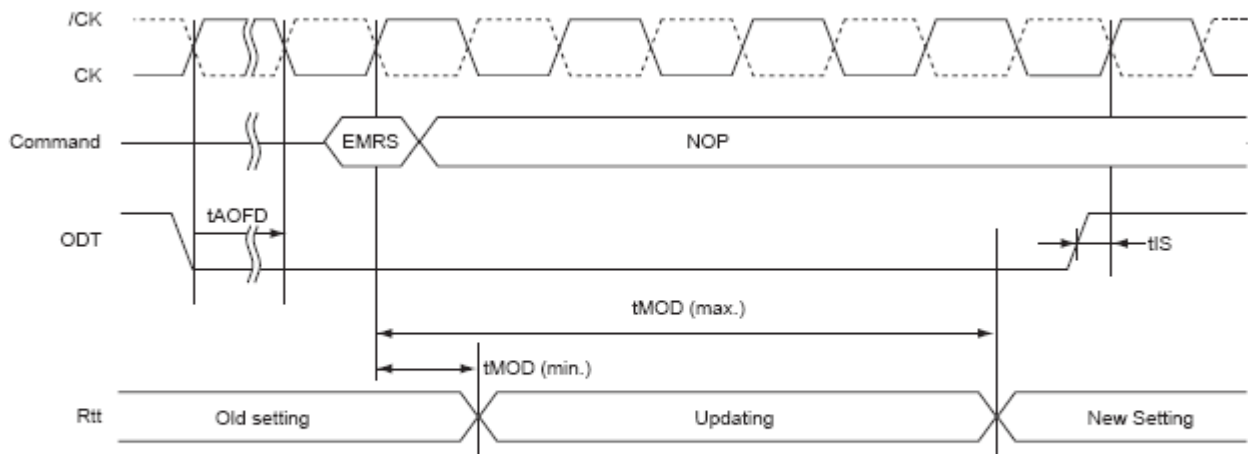 /CK
CK
Command
EMRS
NOP
tAOFD
ODT
tIS
tMOD (max.)
tMOD (min.)
Rtt
Old setting
Updating
New Setting